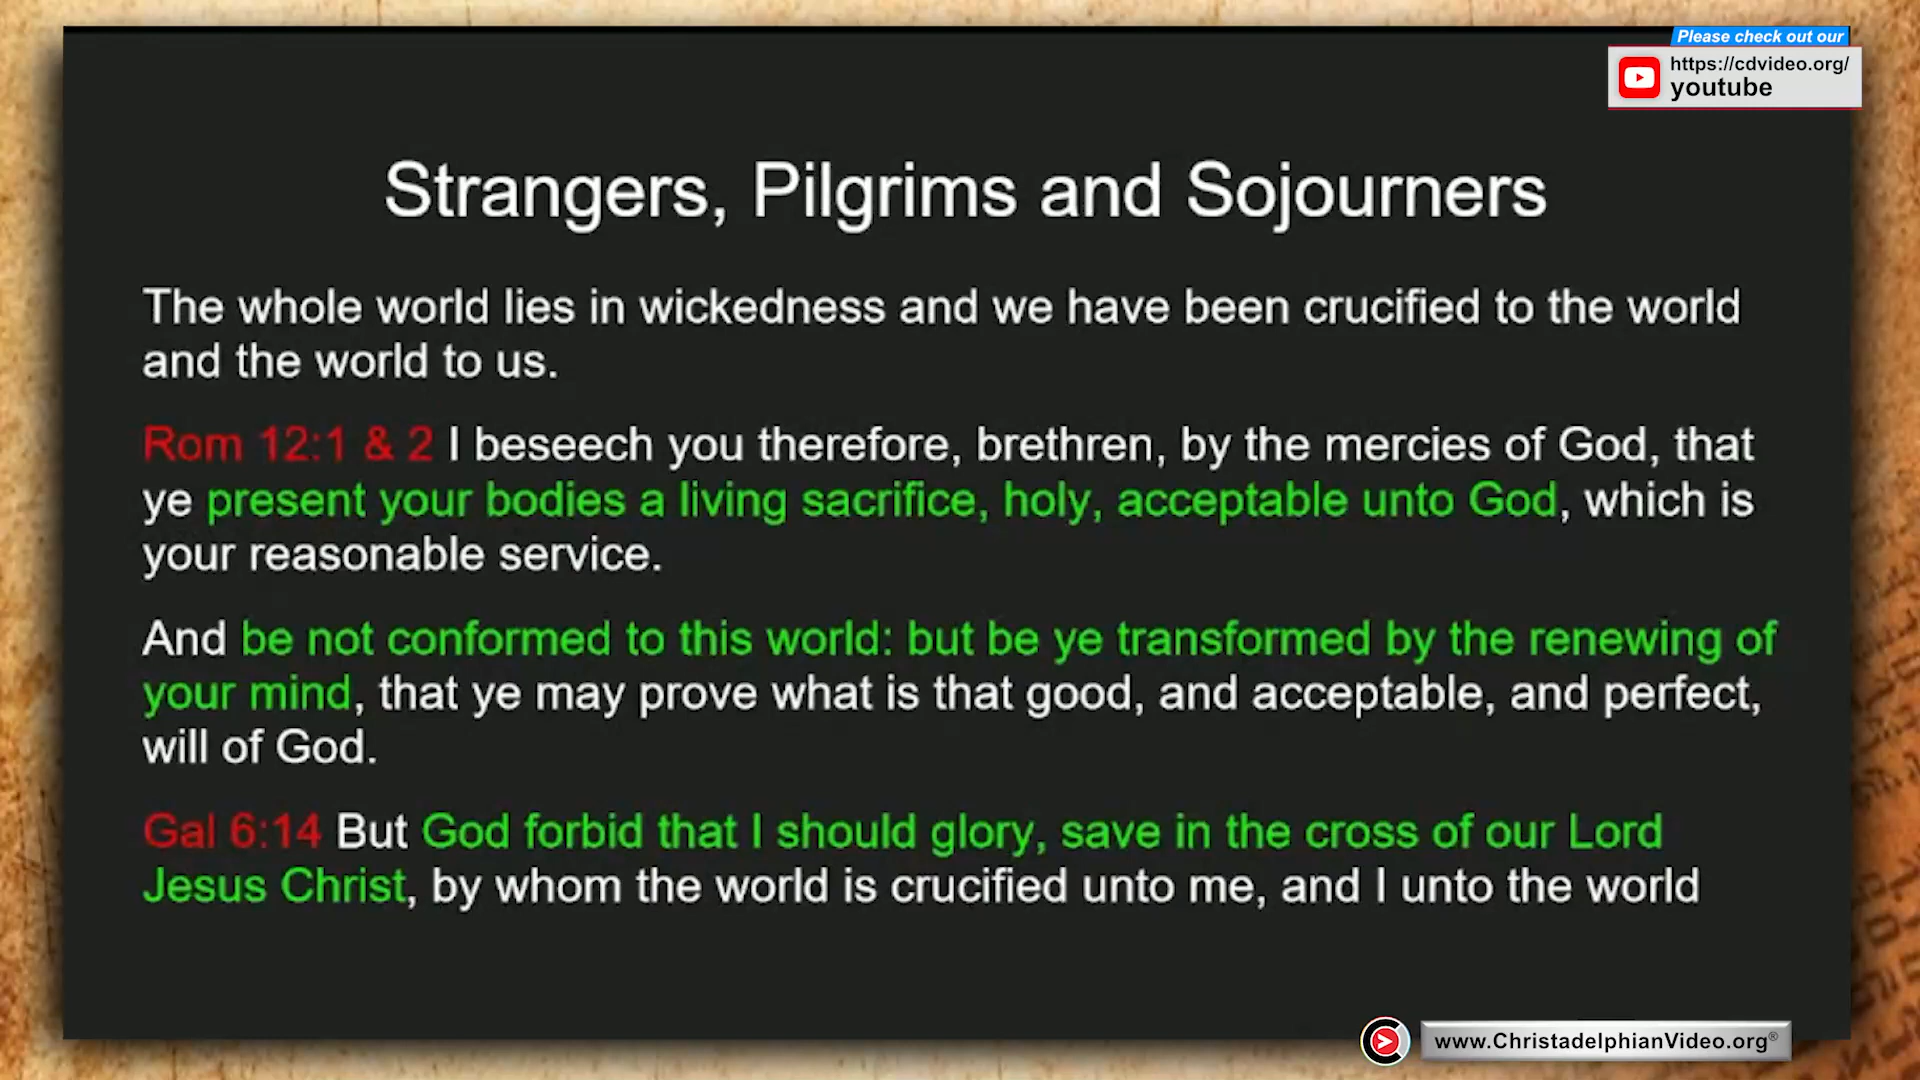 Please check out our
https://cdvideo.org/
youtube
Strangers, Pilgrims and Sojourners
The whole world lies in wickedness and we have been crucified to the world
and the world to us.
Rom 12:1 & 2 I beseech you therefore, brethren, by the mercies of God, that
ye present your bodies a living sacrifice, holy, acceptable unto God, which is
your reasonable service.
And be not conformed to this world: but be ye transformed by the renewing of
your mind, that ye may prove what is that good, and acceptable, and perfect,
will of God.
Gal 6:14 But God forbid that I should glory, save in the cross of our Lord
Jesus Christ, by whom the world is crucified unto me, and I unto the world
www.ChristadelphianVideo.org®